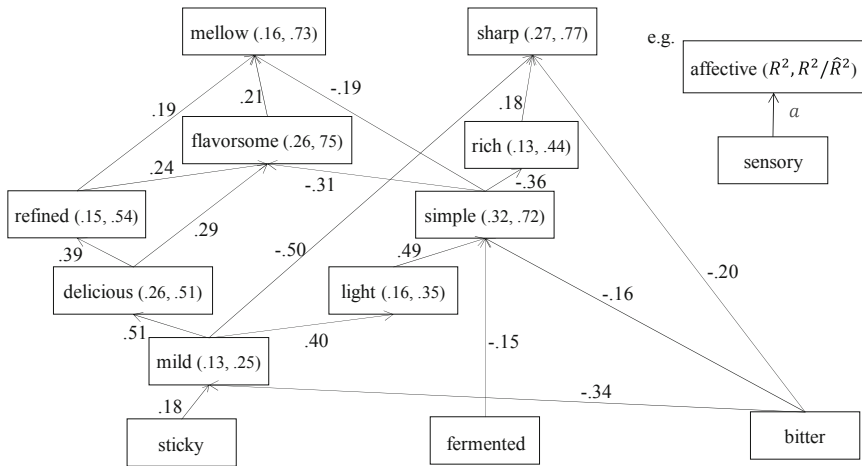 mellow (.16, .73)
sharp (.27, .77)
e.g.
affective (R², R²/R̂²)
.19
.21
-.19
.18
a
flavorsome (.26, 75)
rich (.13, .44)
sensory
.24
-.31
-.36
refined (.15, .54)
simple (.32, .72)
.39
.29
-.50
.49
-.20
delicious (.26, .51)
light (.16, .35)
-.16
.51
.40
-.15
mild (.13, .25)
-.34
.18
sticky
fermented
bitter